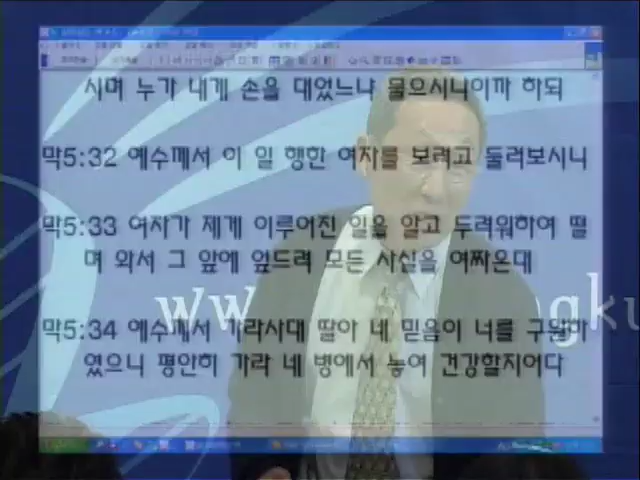 시며 누가 내게 손을 대었느냐 물으시나이까 하되
막5:32 예수께서 이 일 행한 여자를 보려고 둘러보시니
막5:33 여자가 제게 이루어진 일을 알고 두려워하여 떨
며 와서 그 앞에 엎드려 모든 사실을 여짜온대
막5:34 예수께서 가라사대 딸아 네 믿음이 너를 구원하
였으니 평안히 가라 네 병에서 놓여 건강할지어다